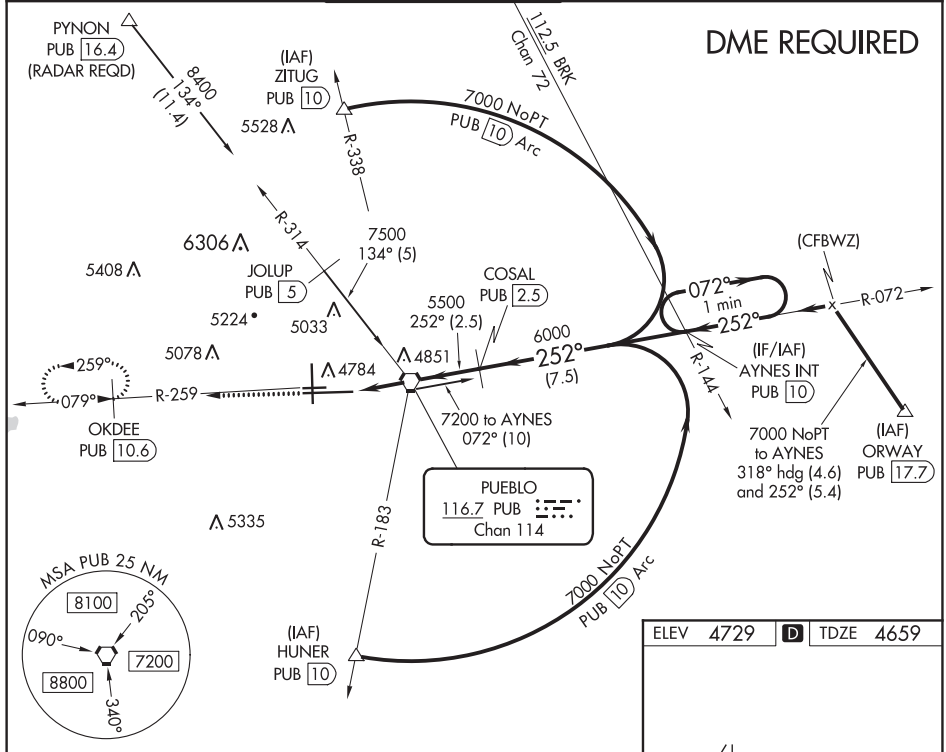 DME REQUIRED
PYNON
PUB 16.4
(RADAR REQD)
8400
134°
(11.4)
(IAF)
ZITUG
PUB 10
112.5 BRK
Chan 72
7000 NoPT
PUB 10 Arc
5528
R-338
R-314
6306
7500
134° (5)
5408
JOLUP
PUB 5
COSAL
PUB 2.5
(CFBWZ)
072°
1 min
252°
R-072
5224
5033
5500
252° (2.5)
6000
252°
(7.5)
5078
4784
4851
(IF/IAF)
AYNES INT
PUB 10
R-144
259°
079°
R-259
OKDEE
PUB 10.6
7200 to AYNES
072° (10)
7000 NoPT
to AYNES
318° hdg (4.6)
and 252° (5.4)
(IAF)
ORWAY
PUB 17.7
PUEBLO
116.7 PUB
Chan 114
5335
R-183
7000 NoPT
PUB 10 Arc
MSA PUB 25 NM
8100
205°
090°
7200
8800
340°
(IAF)
HUNER
PUB 10
ELEV 4729 D TDZE 4659